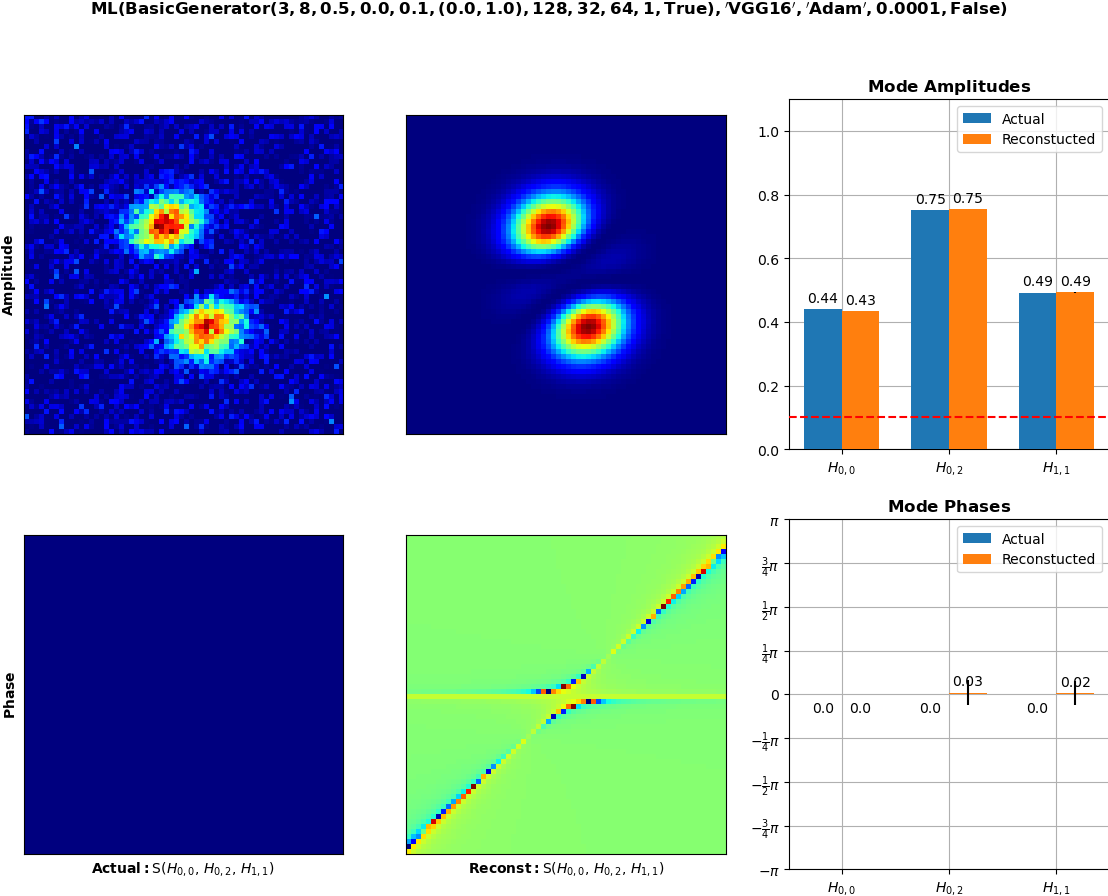 ML(BasicGenerator(3, 8, 0.5, 0.0, 0.1, (0.0, 1.0), 128, 32, 64, 1, True), ′VGG16′, ′Adam′, 0.0001, False)
Amplitude
Mode Amplitudes
Actual
Reconstucted
1.0
0.8
0.6
0.4
0.2
0.0
0.44
0.43
0.75
0.75
0.49
0.49
H0,0
H0,2
H1,1
Phase
Actual: S(H0,0, H0,2, H1,1)
Reconst: S(H0,0, H0,2, H1,1)
Mode Phases
Actual
Reconstucted
π
3/4π
1/2π
1/4π
0
−1/4π
−1/2π
−3/4π
−π
0.0
0.0
0.0
0.03
0.0
0.02
H0,0
H0,2
H1,1